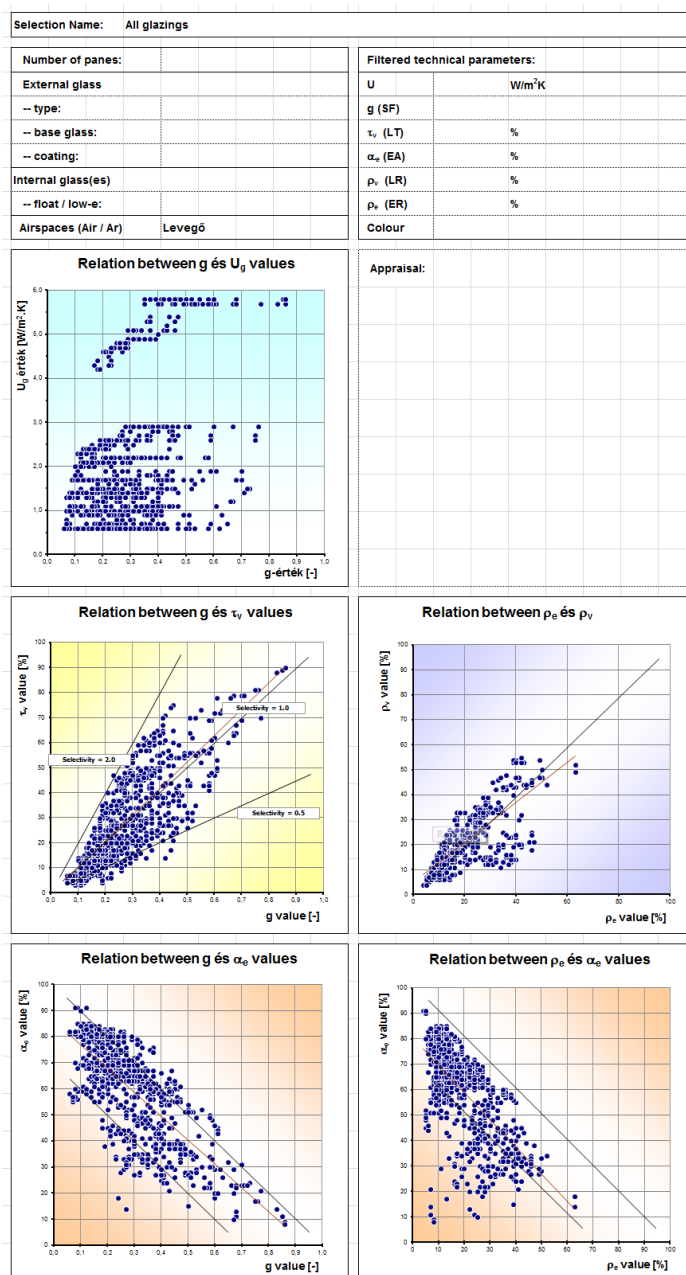 Selection Name: All glazings
Number of panes:
External glass
-- type:
-- base glass:
-- coating:
Internal glass(es)
-- float / low-e:
Airspaces (Air / Ar) Levegő
Filtered technical parameters:
U W/m²K
g (SF)
τᵥ (LT) %
αₑ (EA) %
ρᵥ (LR) %
ρₑ (ER) %
Colour
Relation between g és U_g values
U_g érték [W/m².K]
6,0
5,0
4,0
3,0
2,0
1,0
0,0
0,0 0,1 0,2 0,3 0,4 0,5 0,6 0,7 0,8 0,9 1,0
g-érték [-]
Appraisal:
Relation between g és τᵥ values
τᵥ value [%]
100
90
80
70
60
50
40
30
20
10
0
0,0 0,1 0,2 0,3 0,4 0,5 0,6 0,7 0,8 0,9 1,0
Selectivity = 1.0
Selectivity = 2.0
Selectivity = 0.5
g value [-]
Relation between ρₑ és ρᵥ
ρᵥ value [%]
100
90
80
70
60
50
40
30
20
10
0
0 20 40 60 80 100
ρₑ value [%]
Relation between g és αₑ values
αₑ value [%]
100
90
80
70
60
50
40
30
20
10
0
0,0 0,1 0,2 0,3 0,4 0,5 0,6 0,7 0,8 0,9 1,0
g value [-]
Relation between ρₑ és αₑ values
αₑ value [%]
100
90
80
70
60
50
40
30
20
10
0
0 10 20 30 40 50 60 70 80 90 100
ρₑ value [%]